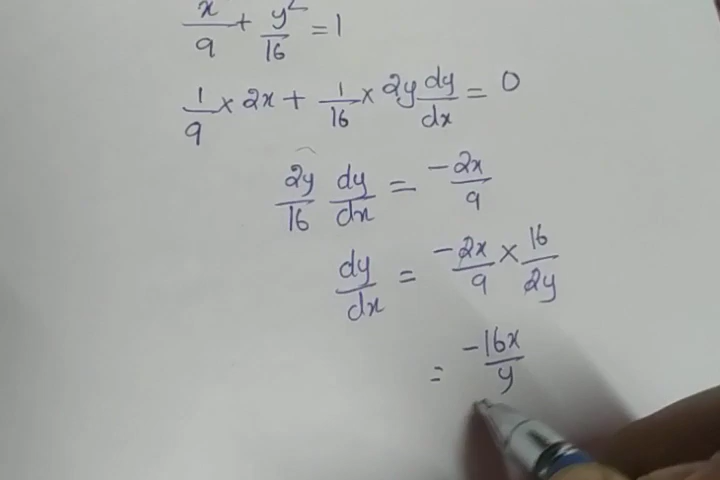 x/9 + y²/16 = 1
1/9 × 2x + 1/16 × 2y dy/dx = 0
2y/16 dy/dx = -2x/9
dy/dx = -2x/9 × 16/2y
= -16x/y